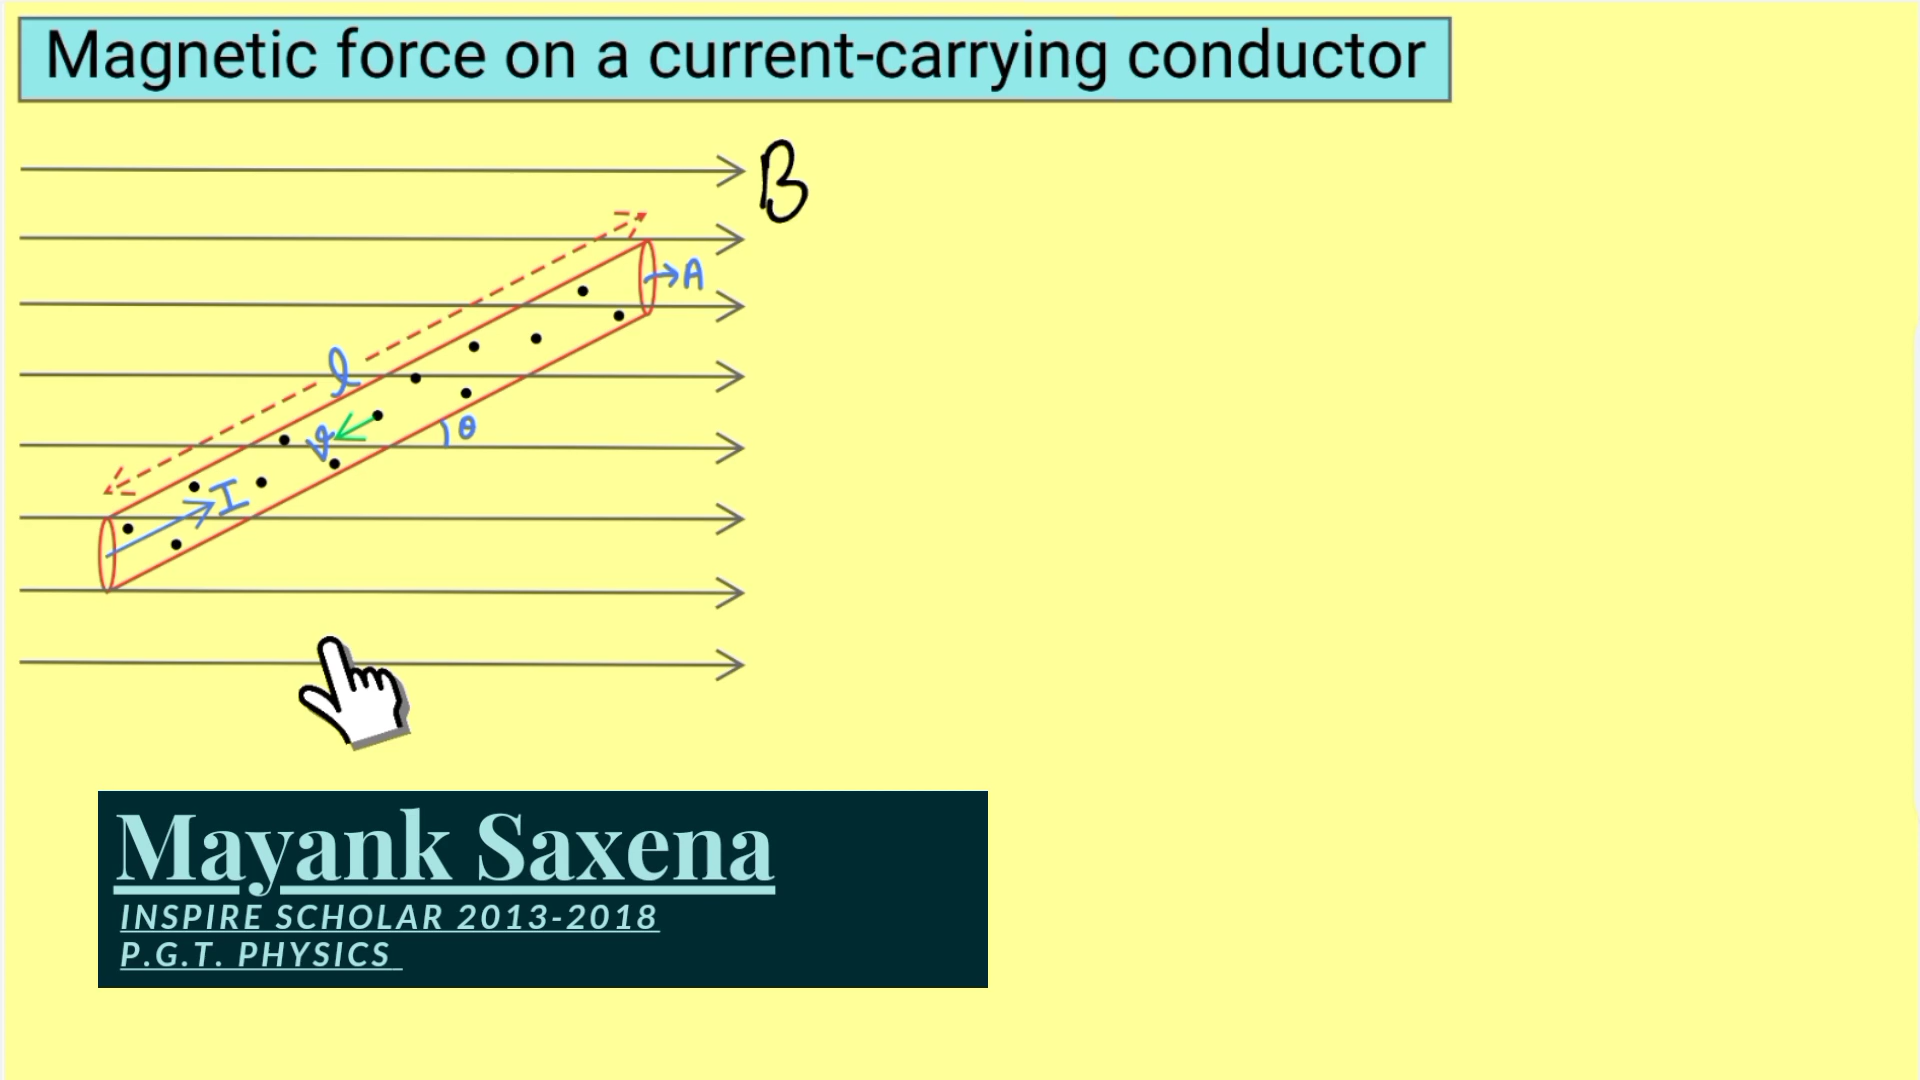 Magnetic force on a current-carrying conductor
B
A
l
v
θ
I
Mayank Saxena
INSPIRE SCHOLAR 2013-2018
P.G.T. PHYSICS